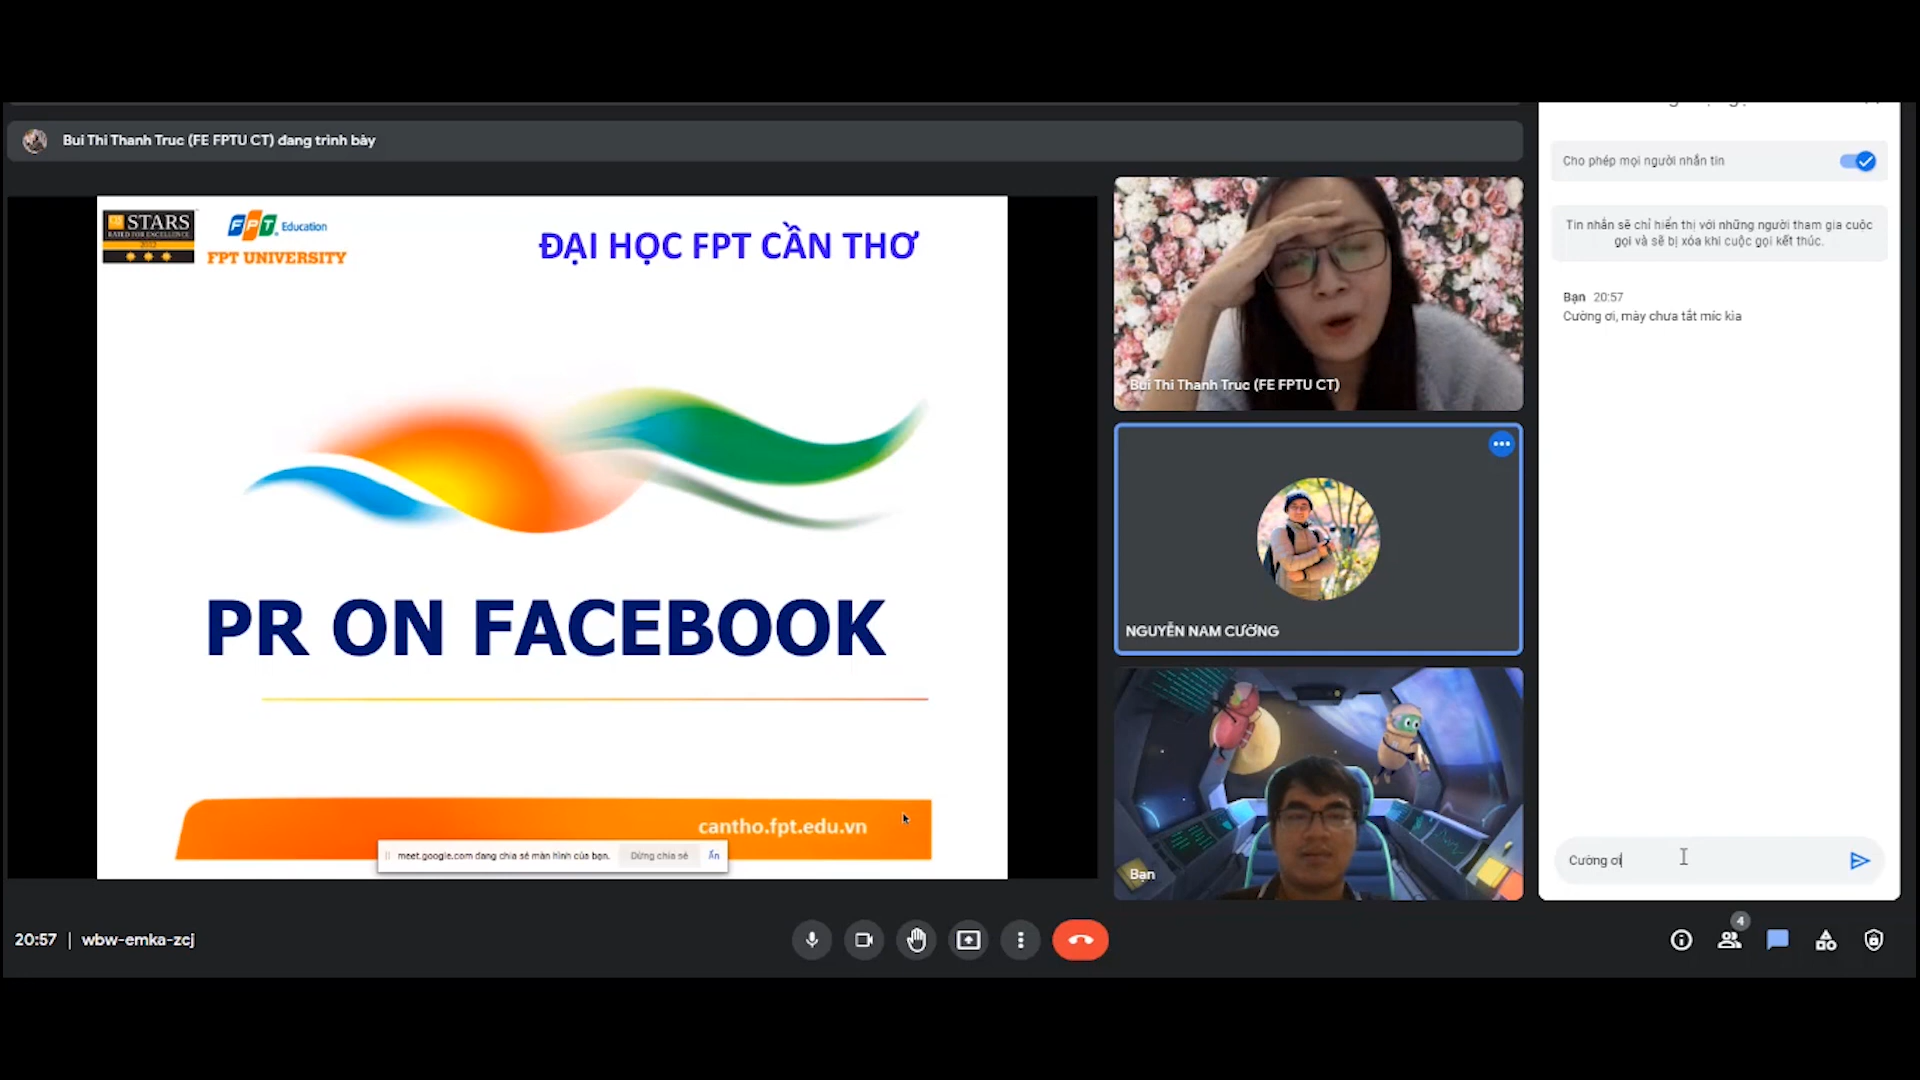 Bui Thi Thanh Truc (FE FPTU CT) đang trình bày
STARS
RATED FOR EXCELLENCE
2012
FPT Education
FPT UNIVERSITY
ĐẠI HỌC FPT CẦN THƠ
PR ON FACEBOOK
cantho.fpt.edu.vn
meet.google.com đang chia sẻ màn hình của bạn.
Dừng chia sẻ
Ẩn
Bui Thi Thanh Truc (FE FPTU CT)
NGUYỄN NAM CƯỜNG
Bạn
Cho phép mọi người nhắn tin
Tin nhắn sẽ chỉ hiển thị với những người tham gia cuộc
gọi và sẽ bị xóa khi cuộc gọi kết thúc.
Bạn 20:57
Cường ơi, mày chưa tắt míc kìa
Cường ơi
20:57 | wbw-emka-zcj
4